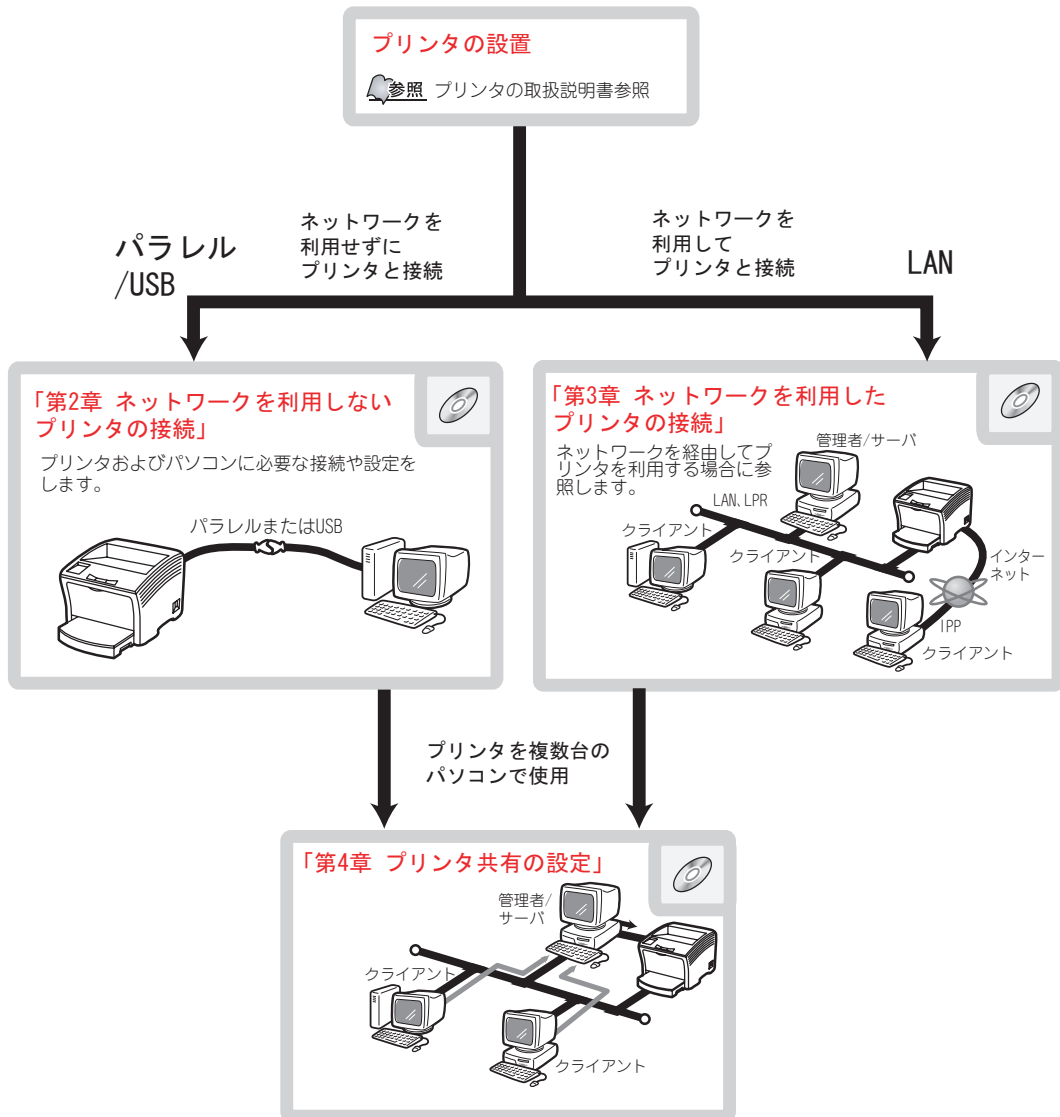 プリンタの設置
参照 プリンタの取扱説明書参照
パラレル
/USB
ネットワークを
利用せずに
プリンタと接続
ネットワークを
利用して
プリンタと接続
LAN
「第2章 ネットワークを利用しない
プリンタの接続」
プリンタおよびパソコンに必要な接続や設定を
します。
パラレルまたはUSB
「第3章 ネットワークを利用した
プリンタの接続」
ネットワークを経由してプ
リンタを利用する場合に参
照します。
管理者/サーバ
LAN、LPR
クライアント
クライアント
インター
ネット
IPP
クライアント
プリンタを複数台の
パソコンで使用
「第4章 プリンタ共有の設定」
管理者/
サーバ
クライアント
クライアント